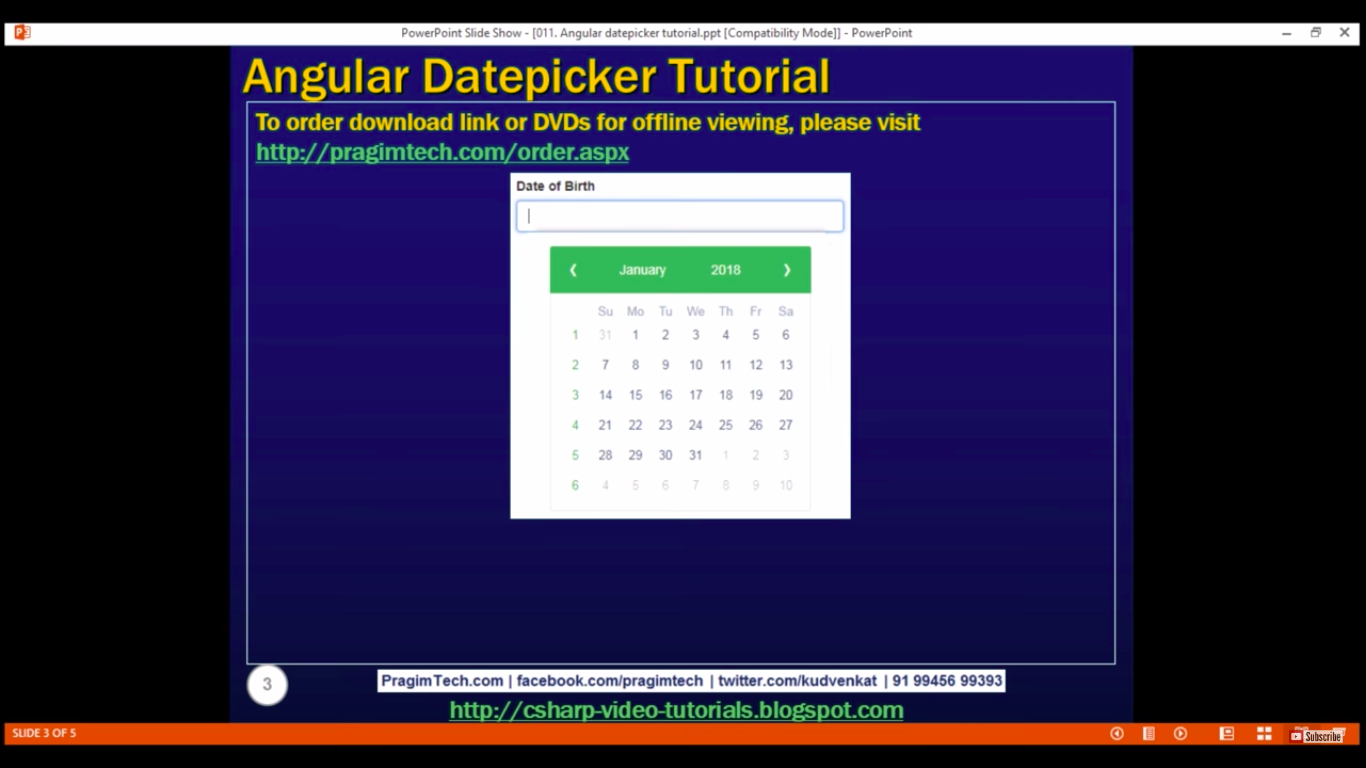 PowerPoint Slide Show - [011. Angular datepicker tutorial.ppt [Compatibility Mode]] - PowerPoint
Angular Datepicker Tutorial
To order download link or DVDs for offline viewing, please visit
http://pragimtech.com/order.aspx
Date of Birth
January 2018
Su Mo Tu We Th Fr Sa
1 31 1 2 3 4 5 6
2 7 8 9 10 11 12 13
3 14 15 16 17 18 19 20
4 21 22 23 24 25 26 27
5 28 29 30 31 1 2 3
6 4 5 6 7 8 9 10
3
PragimTech.com | facebook.com/pragimtech | twitter.com/kudvenkat | 91 99456 99393
http://csharp-video-tutorials.blogspot.com
SLIDE 3 OF 5
Subscribe